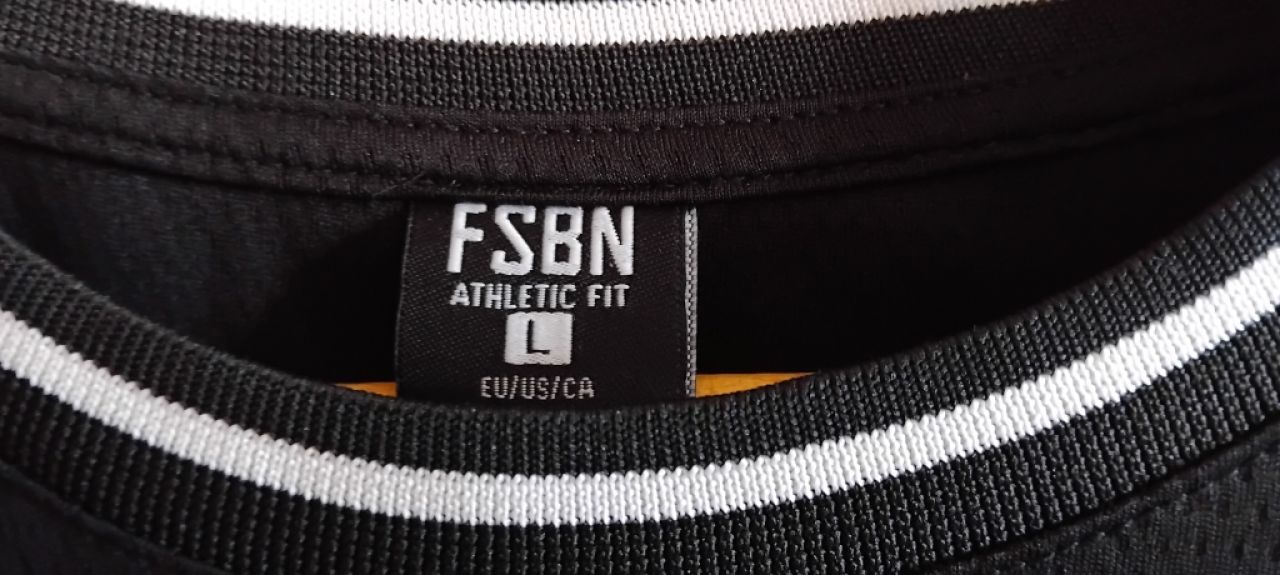 FSBN
ATHLETIC FIT
L
EU/US/CA